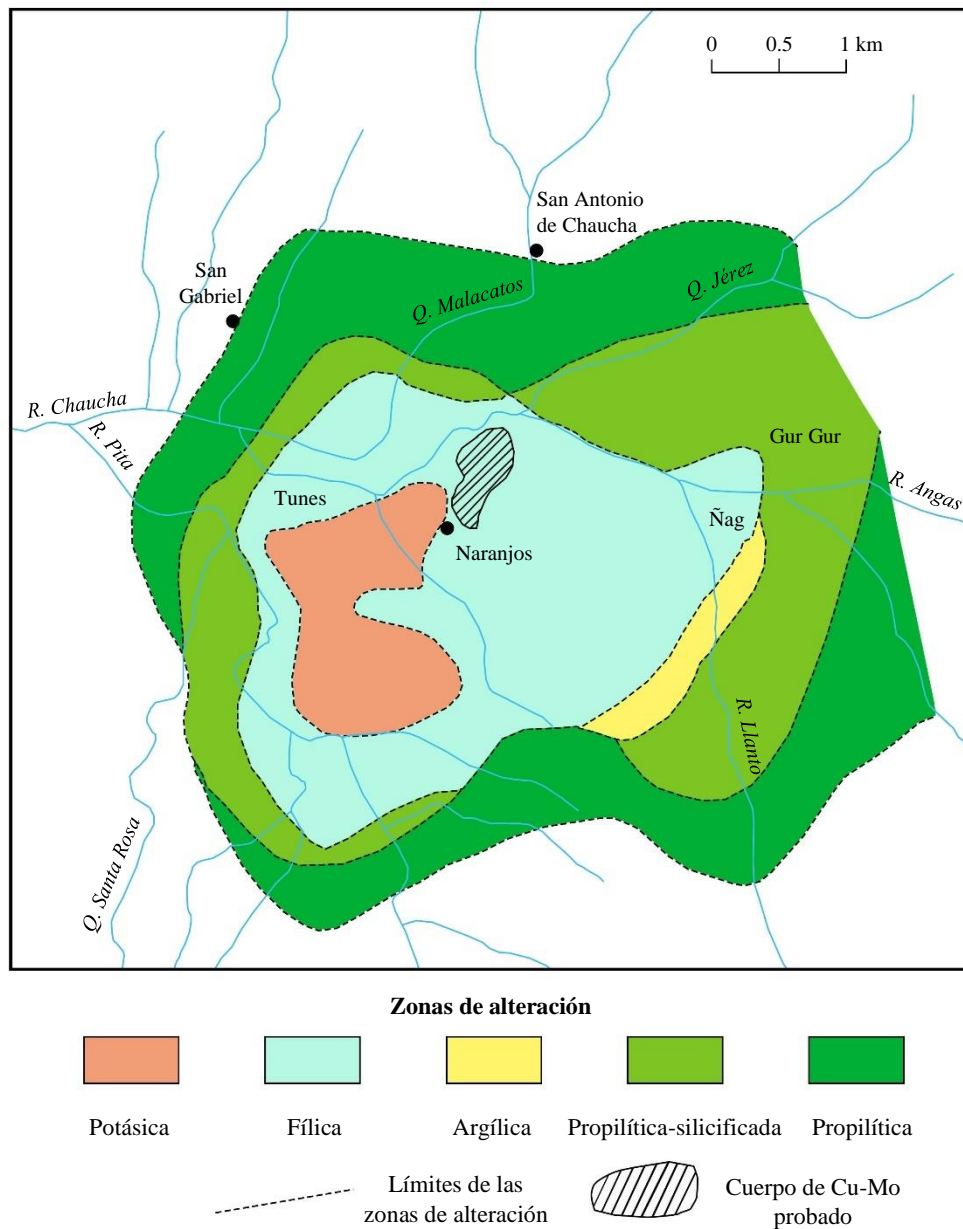 0 0.5 1 km
San Antonio
de Chaucha
San
Gabriel
Q. Malacatos
Q. Jérez
R. Chaucha
R. Pita
Gur Gur
R. Angas
Tunes
Ñag
Naranjos
R. Llanto
Q. Santa Rosa
Zonas de alteración
Potásica
Fílica
Argílica
Propilítica-silicificada
Propilítica
Límites de las
zonas de alteración
Cuerpo de Cu-Mo
probado